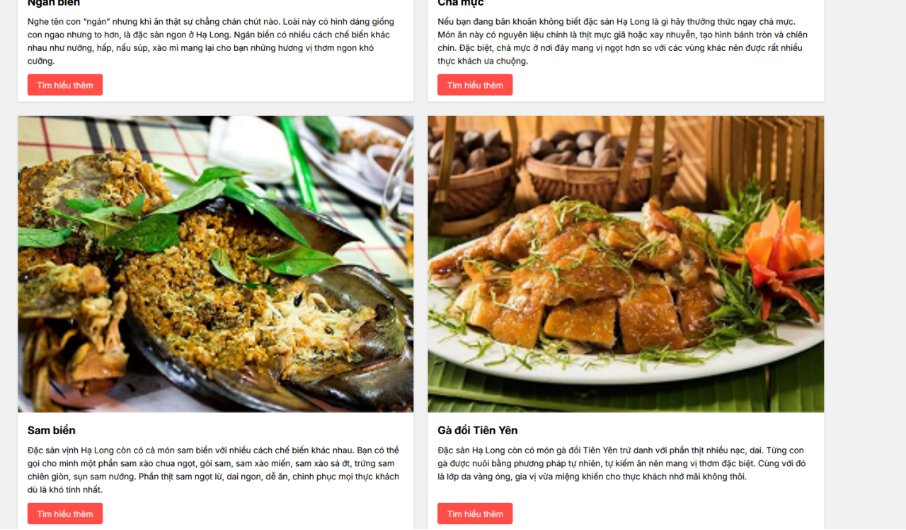 Ngán biển
Nghe tên con “ngán” nhưng khi ăn thật sự chẳng chán chút nào. Loài này có hình dáng giống
con ngao nhưng to hơn, là đặc sản ngon ở Hạ Long. Ngán biển có nhiều cách chế biến khác
nhau như nướng, hấp, nấu súp, xào mì mang lại cho bạn những hương vị thơm ngon khó
cưỡng.
Tìm hiểu thêm
Chả mực
Nếu bạn đang băn khoăn không biết đặc sản Hạ Long là gì hãy thưởng thức ngay chả mực.
Món ăn này có nguyên liệu chính là thịt mực giã hoặc xay nhuyễn, tạo hình bánh tròn và chiên
chín. Đặc biệt, chả mực ở nơi đây mang vị ngọt hơn so với các vùng khác nên được rất nhiều
thực khách ưa chuộng.
Tìm hiểu thêm
Sam biển
Đặc sản vịnh Hạ Long còn có cả món sam biển với nhiều cách chế biến khác nhau. Bạn có thể
gọi cho mình một phần sam xào chua ngọt, gỏi sam, sam xào miến, sam xào sả ớt, trứng sam
chiên giòn, sụn sam nướng. Phần thịt sam ngọt lừ, dai ngon, dễ ăn, chinh phục mọi thực khách
dù là khó tính nhất.
Tìm hiểu thêm
Gà đồi Tiên Yên
Đặc sản Hạ Long còn có món gà đồi Tiên Yên trứ danh với phần thịt nhiều nạc, dai. Từng con
gà được nuôi bằng phương pháp tự nhiên, tự kiếm ăn nên mang vị thơm đặc biệt. Cùng với đó
là lớp da vàng óng, gia vị vừa miệng khiến cho thực khách nhớ mãi không thôi.
Tìm hiểu thêm